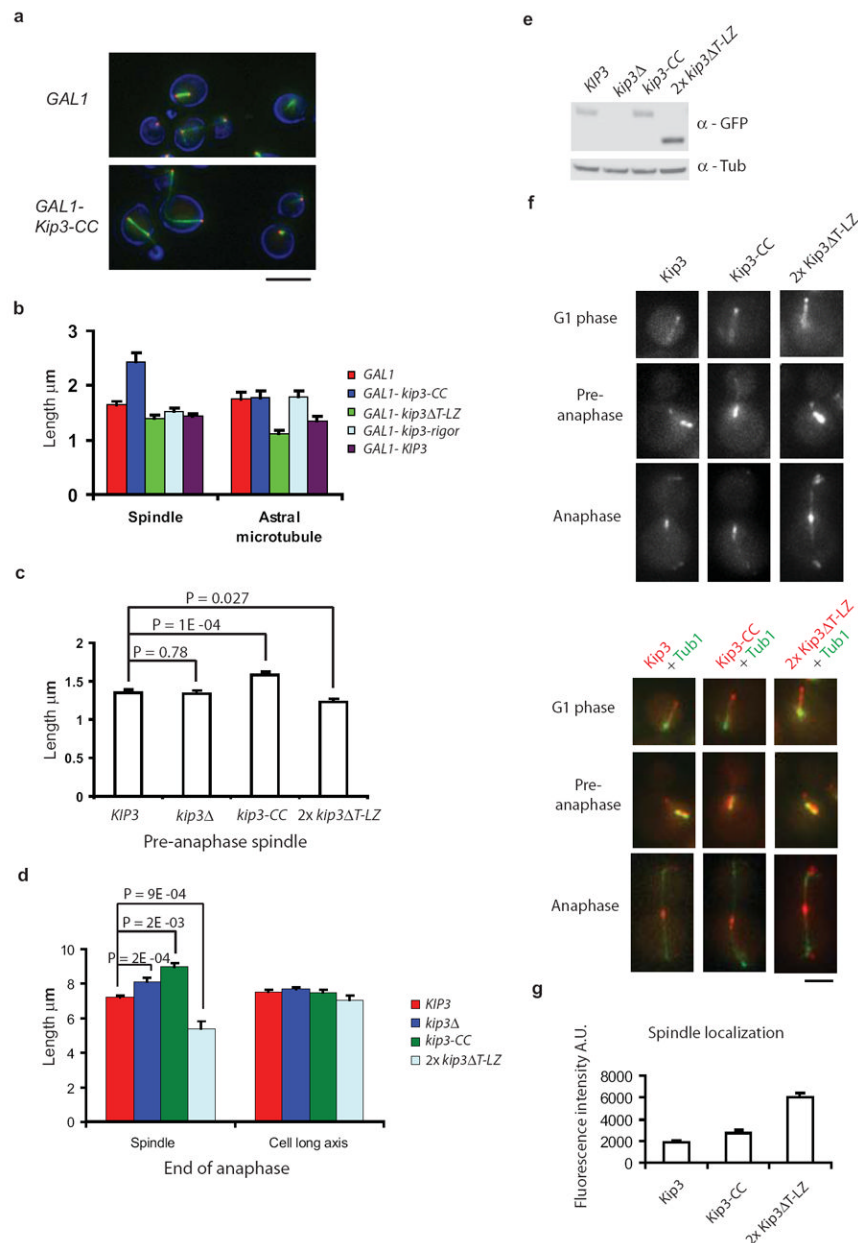 a
GAL1
GAL1-
Kip3-CC
b
Length μm
3
2
1
0
Spindle
Astral
microtubule
GAL1
GAL1- kip3-CC
GAL1- kip3ΔT-LZ
GAL1- kip3-rigor
GAL1- KIP3
c
P = 0.027
P = 1E -04
P = 0.78
Length μm
2
1.5
1
0.5
0
KIP3
kip3Δ
kip3-CC
2x kip3ΔT-LZ
Pre-anaphase spindle
d
P = 9E -04
P = 2E -03
P = 2E -04
Length μm
10
8
6
4
2
0
Spindle
Cell long axis
End of anaphase
KIP3
kip3Δ
kip3-CC
2x kip3ΔT-LZ
e
KIP3
kip3Δ
kip3-CC
2x kip3ΔT-LZ
α - GFP
α - Tub
f
Kip3
Kip3-CC
2x Kip3ΔT-LZ
G1 phase
Pre-
anaphase
Anaphase
Kip3
+ Tub1
Kip3-CC
+ Tub1
2x Kip3ΔT-LZ
+ Tub1
G1 phase
Pre-
anaphase
Anaphase
g
Spindle localization
Fluorescence intensity A.U.
8000
6000
4000
2000
0
Kip3
Kip3-CC
2x Kip3ΔT-LZ